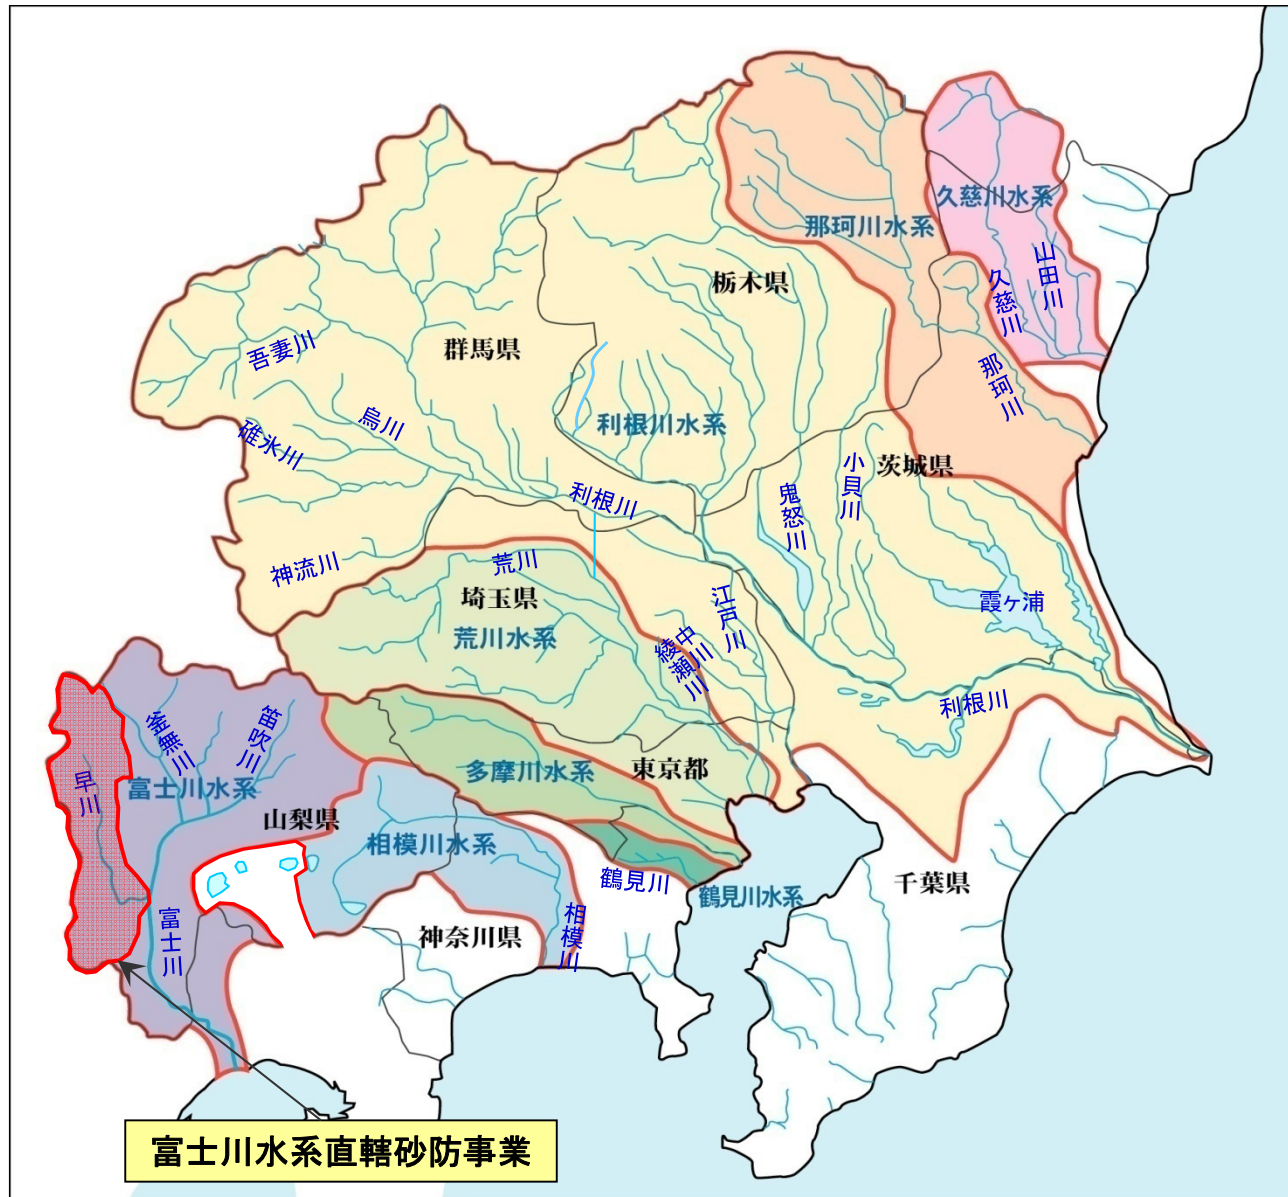 久慈川水系
那珂川水系
山田川
栃木県
久慈川
吾妻川
群馬県
那珂川
烏川
利根川水系
碓氷川
小貝川
茨城県
鬼怒川
利根川
荒川
神流川
埼玉県
江戸川
霞ヶ浦
荒川水系
中川
綾瀬川
利根川
釜無川
笛吹川
早川
富士川水系
多摩川水系
東京都
山梨県
相模川水系
鶴見川
千葉県
鶴見川水系
富士川
神奈川県
相模川
富士川水系直轄砂防事業